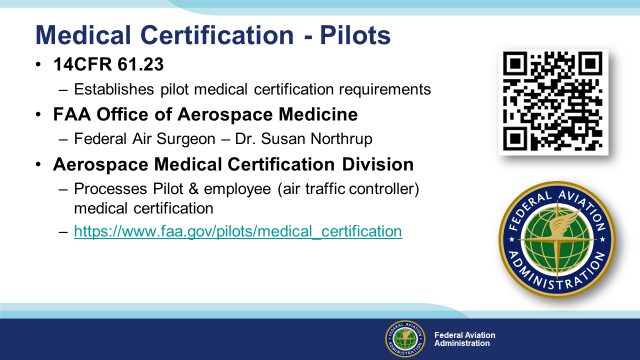 Medical Certification - Pilots
• 14CFR 61.23
– Establishes pilot medical certification requirements
• FAA Office of Aerospace Medicine
– Federal Air Surgeon – Dr. Susan Northrup
• Aerospace Medical Certification Division
– Processes Pilot & employee (air traffic controller)
medical certification
– https://www.faa.gov/pilots/medical_certification
FEDERAL AVIATION
ADMINISTRATION
Federal Aviation
Administration